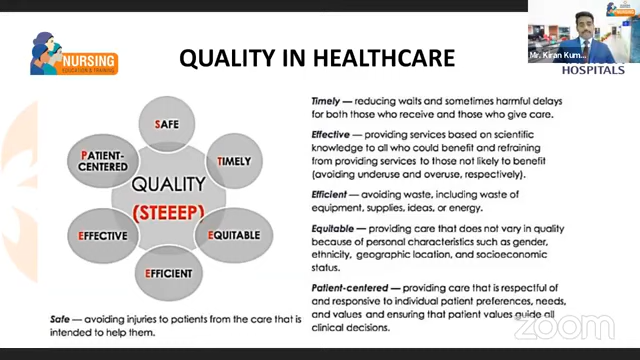 NURSING
EDUCATION & TRAINING
QUALITY IN HEALTHCARE
Mr. Kiran Kum...
HOSPITALS
SAFE
PATIENT-
CENTERED
TIMELY
QUALITY
(STEEEP)
EFFECTIVE
EQUITABLE
EFFICIENT
Safe — avoiding injuries to patients from the care that is
intended to help them.
Timely — reducing waits and sometimes harmful delays
for both those who receive and those who give care.
Effective — providing services based on scientific
knowledge to all who could benefit and refraining
from providing services to those not likely to benefit
(avoiding underuse and overuse, respectively).
Efficient — avoiding waste, including waste of
equipment, supplies, ideas, or energy.
Equitable — providing care that does not vary in quality
because of personal characteristics such as gender,
ethnicity, geographic location, and socioeconomic
status.
Patient-centered — providing care that is respectful of
and responsive to individual patient preferences, needs,
and values and ensuring that patient values guide all
clinical decisions.
zoom